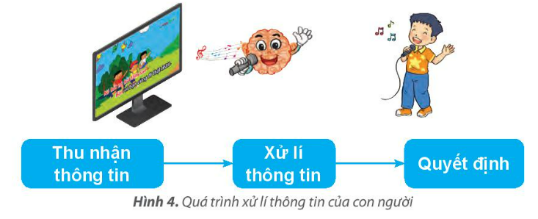 Thu nhận
thông tin
Xử lí
thông tin
Quyết định
Hình 4. Quá trình xử lí thông tin của con người